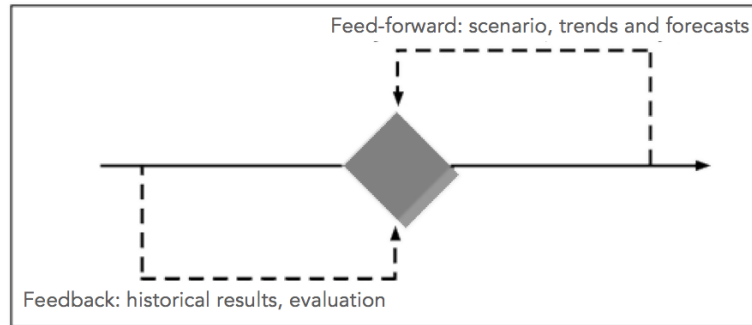 Feed-forward: scenario, trends and forecasts
Feedback: historical results, evaluation